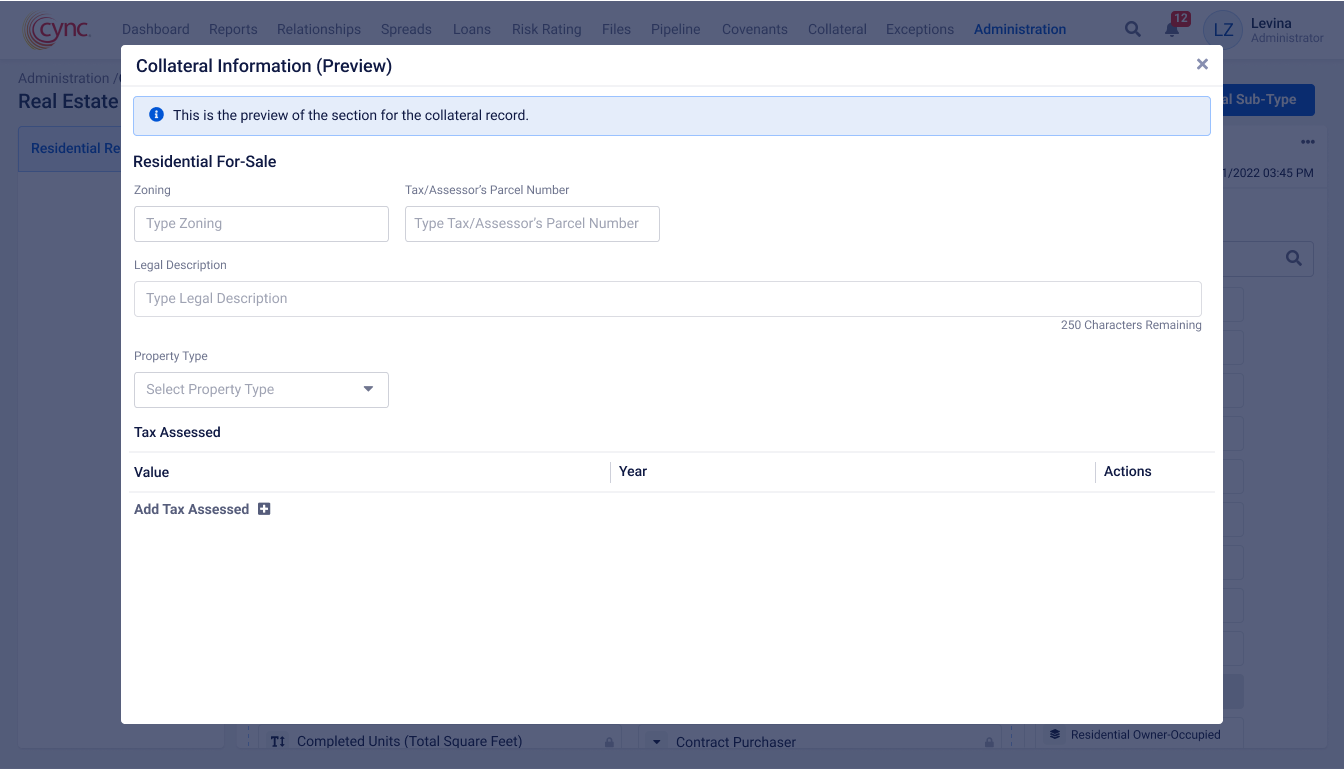 cync
Dashboard Reports Relationships Spreads Loans Risk Rating Files Pipeline Covenants Collateral Exceptions Administration 12 LZ Levina
Administrator
Administration /
Real Estate
al Sub-Type
Collateral Information (Preview)
This is the preview of the section for the collateral record.
Residential Re
1/2022 03:45 PM
Residential For-Sale
Zoning Tax/Assessor's Parcel Number
Type Zoning Type Tax/Assessor's Parcel Number
Legal Description
Type Legal Description
250 Characters Remaining
Property Type
Select Property Type
Tax Assessed
Value Year Actions
Add Tax Assessed
Completed Units (Total Square Feet) Contract Purchaser Residential Owner-Occupied